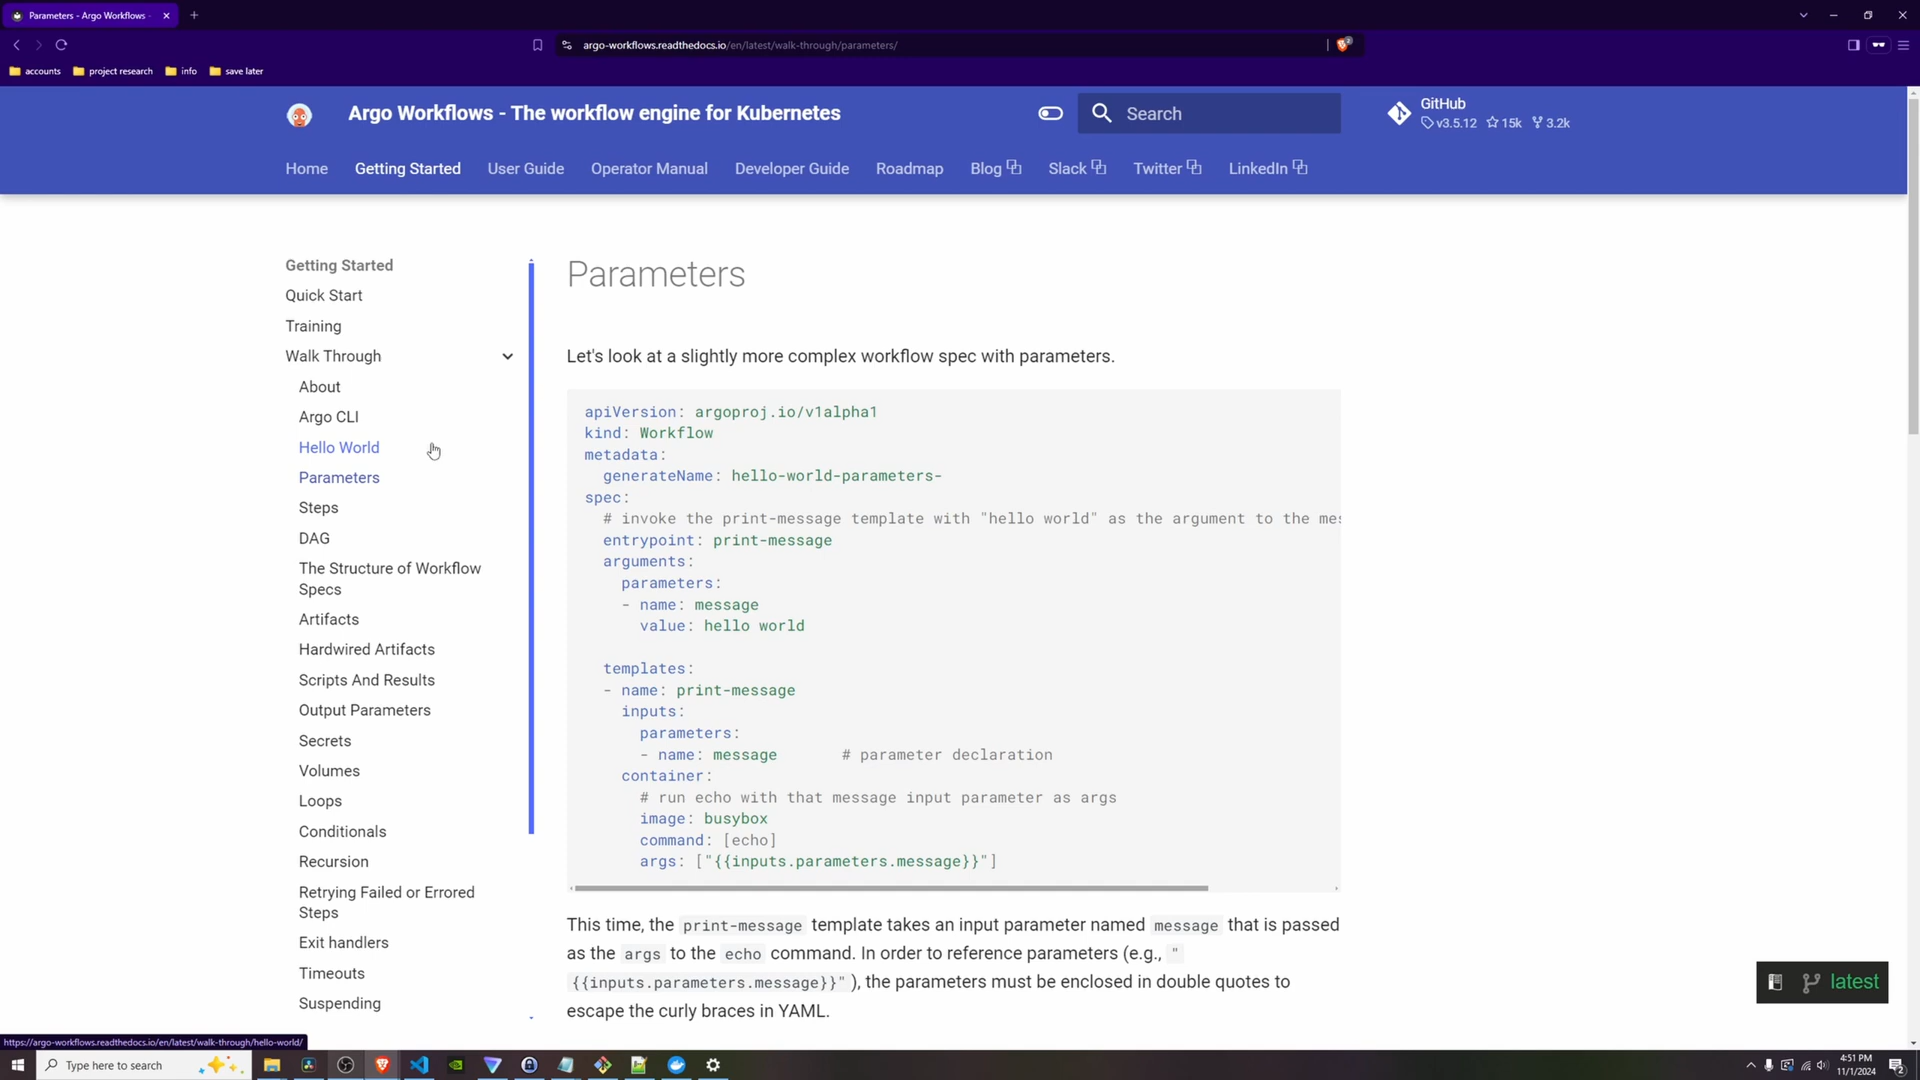 Parameters - Argo Workflows -
argo-workflows.readthedocs.io/en/latest/walk-through/parameters/
accounts
project research
info
save later
Argo Workflows - The workflow engine for Kubernetes
Search
GitHub
v3.5.12 15k 3.2k
Home
Getting Started
User Guide
Operator Manual
Developer Guide
Roadmap
Blog
Slack
Twitter
LinkedIn
Getting Started
Quick Start
Training
Walk Through
About
Argo CLI
Hello World
Parameters
Steps
DAG
The Structure of Workflow
Specs
Artifacts
Hardwired Artifacts
Scripts And Results
Output Parameters
Secrets
Volumes
Loops
Conditionals
Recursion
Retrying Failed or Errored
Steps
Exit handlers
Timeouts
Suspending
Parameters
Let's look at a slightly more complex workflow spec with parameters.
apiVersion: argoproj.io/v1alpha1
kind: Workflow
metadata:
  generateName: hello-world-parameters-
spec:
  # invoke the print-message template with "hello world" as the argument to the mes
  entrypoint: print-message
  arguments:
    parameters:
    - name: message
      value: hello world
  templates:
  - name: print-message
    inputs:
      parameters:
      - name: message       # parameter declaration
    container:
      # run echo with that message input parameter as args
      image: busybox
      command: [echo]
      args: ["{{inputs.parameters.message}}"]
This time, the print-message template takes an input parameter named message that is passed
as the args to the echo command. In order to reference parameters (e.g., "
{{inputs.parameters.message}}" ), the parameters must be enclosed in double quotes to
escape the curly braces in YAML.
latest
https://argo-workflows.readthedocs.io/en/latest/walk-through/hello-world/
Type here to search
4:51 PM
11/1/2024